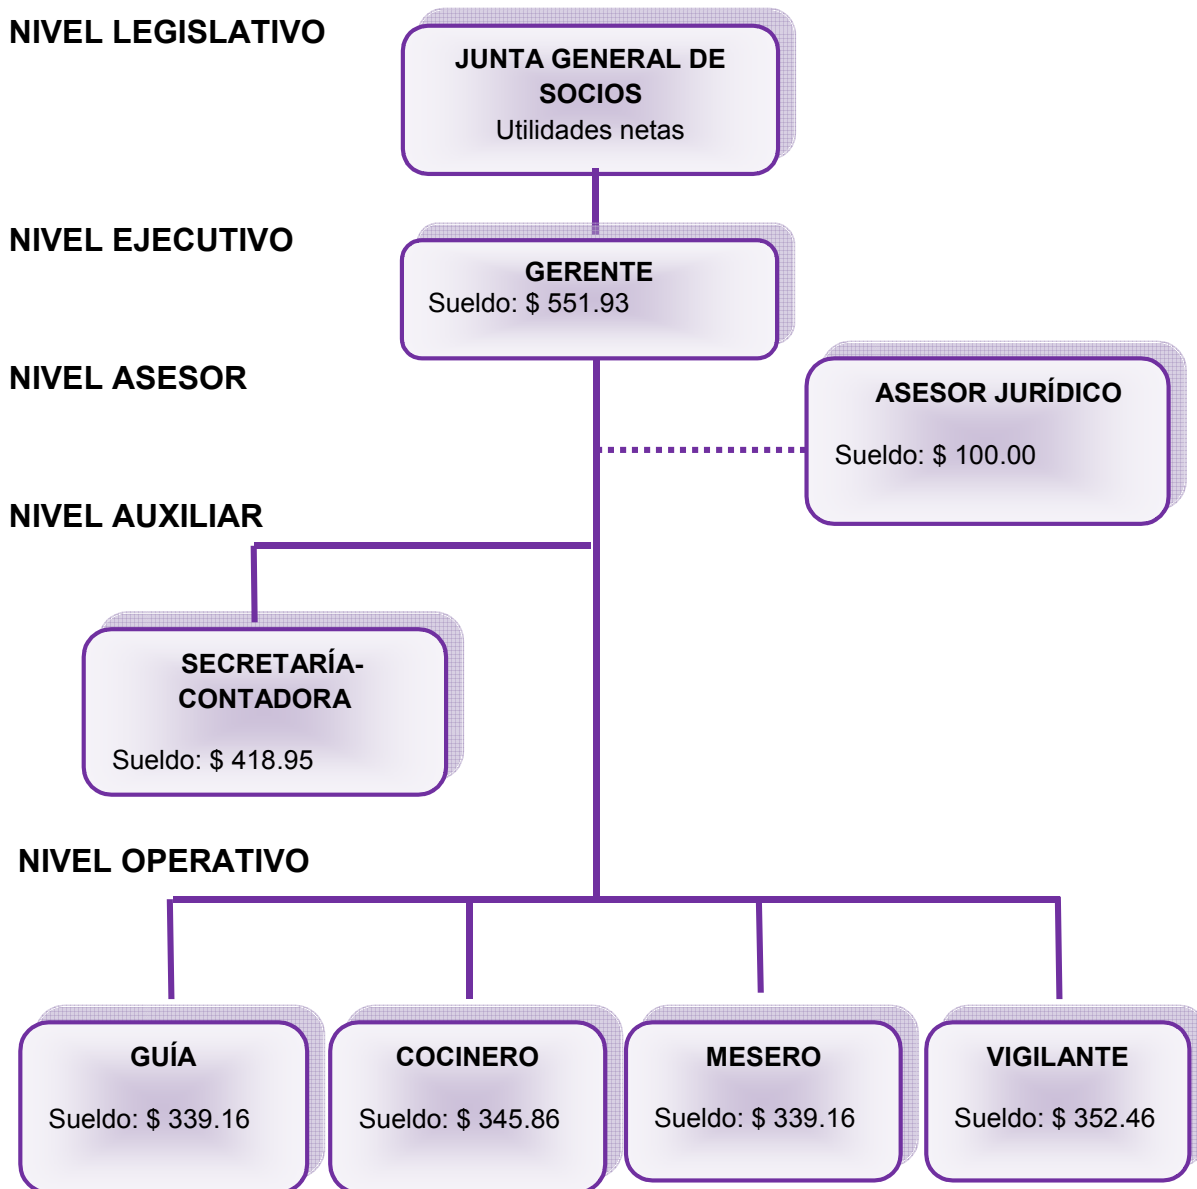 NIVEL LEGISLATIVO
JUNTA GENERAL DE
SOCIOS
Utilidades netas
NIVEL EJECUTIVO
GERENTE
Sueldo: $ 551.93
NIVEL ASESOR
ASESOR JURÍDICO
Sueldo: $ 100.00
NIVEL AUXILIAR
SECRETARÍA-
CONTADORA
Sueldo: $ 418.95
NIVEL OPERATIVO
GUÍA
Sueldo: $ 339.16
COCINERO
Sueldo: $ 345.86
MESERO
Sueldo: $ 339.16
VIGILANTE
Sueldo: $ 352.46